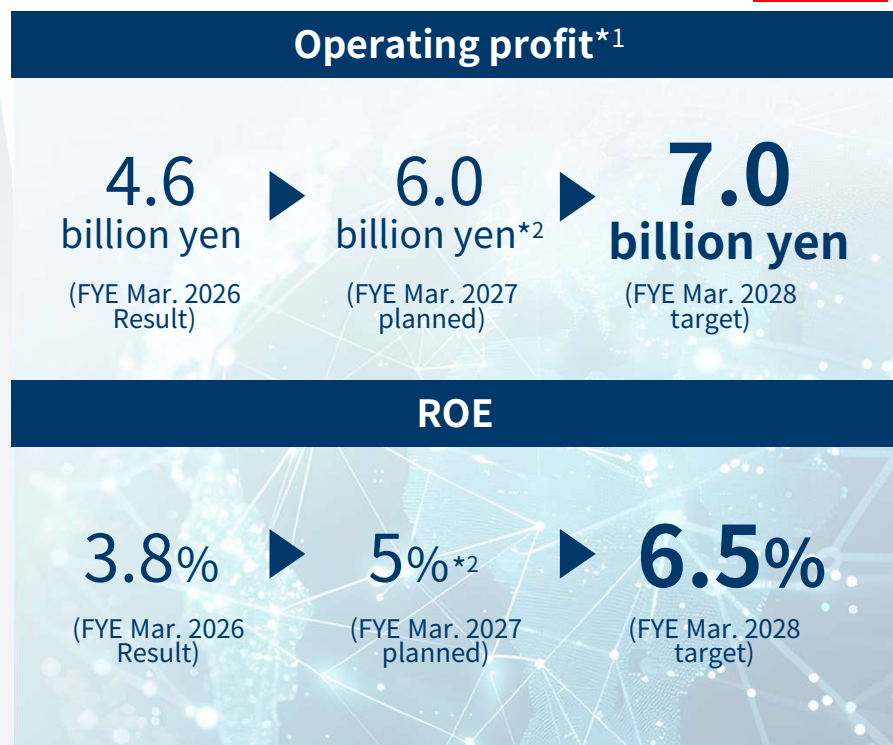 Operating profit*1
4.6 6.0 7.0
billion yen billion yen*2 billion yen
(FYE Mar. 2026 (FYE Mar. 2027 (FYE Mar. 2028
Result) planned) target)
ROE
3.8% 5%*2 6.5%
(FYE Mar. 2026 (FYE Mar. 2027 (FYE Mar. 2028
Result) planned) target)